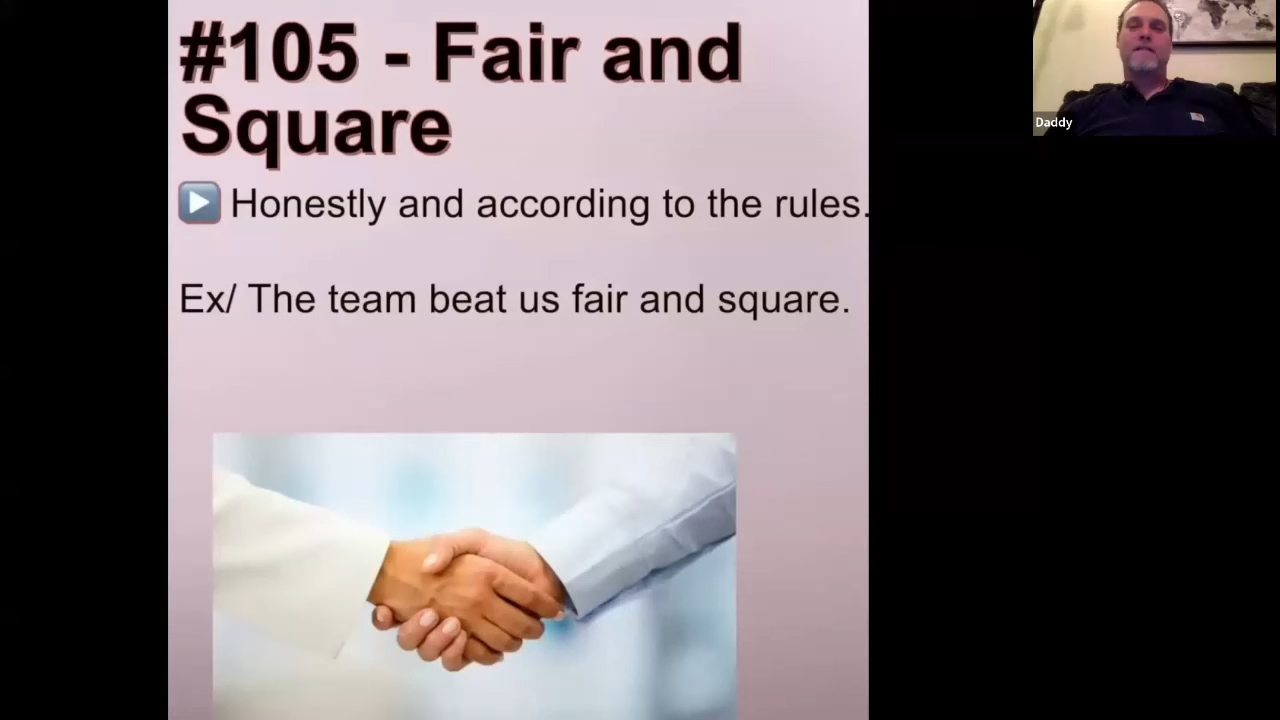 #105 - Fair and
Square
▶️ Honestly and according to the rules.
Ex/ The team beat us fair and square.
Daddy